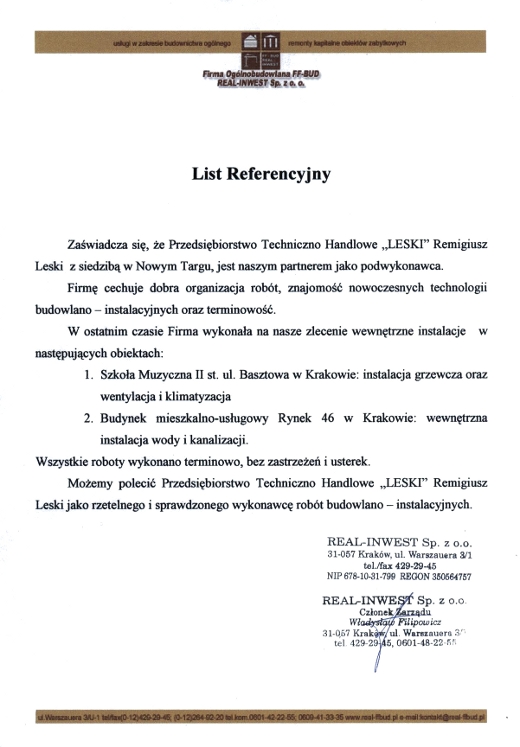 usługi w zakresie budownictwa ogólnego remonty kapitalne obiektów zabytkowych
FF-BUD
REAL-
INWEST
Firma Ogólnobudowlana FF-BUD
REAL-INWEST Sp. z o. o.
List Referencyjny
Zaświadcza się, że Przedsiębiorstwo Techniczno Handlowe „LESKI” Remigiusz
Leski z siedzibą w Nowym Targu, jest naszym partnerem jako podwykonawca.
Firmę cechuje dobra organizacja robót, znajomość nowoczesnych technologii
budowlano – instalacyjnych oraz terminowość.
W ostatnim czasie Firma wykonała na nasze zlecenie wewnętrzne instalacje w
następujących obiektach:
1. Szkoła Muzyczna II st. ul. Basztowa w Krakowie: instalacja grzewcza oraz
wentylacja i klimatyzacja
2. Budynek mieszkalno-usługowy Rynek 46 w Krakowie: wewnętrzna
instalacja wody i kanalizacji.
Wszystkie roboty wykonano terminowo, bez zastrzeżeń i usterek.
Możemy polecić Przedsiębiorstwo Techniczno Handlowe „LESKI” Remigiusz
Leski jako rzetelnego i sprawdzonego wykonawcę robót budowlano – instalacyjnych.
REAL-INWEST Sp. z o.o.
31-057 Kraków, ul. Warszauera 3/1
tel./fax 429-29-45
NIP 678-10-31-799 REGON 350564757
REAL-INWEST Sp. z o.o.
Członek Zarządu
Władysław Filipowicz
31-057 Kraków, ul. Warszauera
tel. 429-29-45, 0601-48-22-55
ul.Warszauera 3/U-1 tel/fax(0-12)429-29-45; (0-12)264-92-20 tel.kom.0601-42-22-55; 0609-41-33-35 www.real-ffbud.pl e-mail:kontakt@real-ffbud.pl